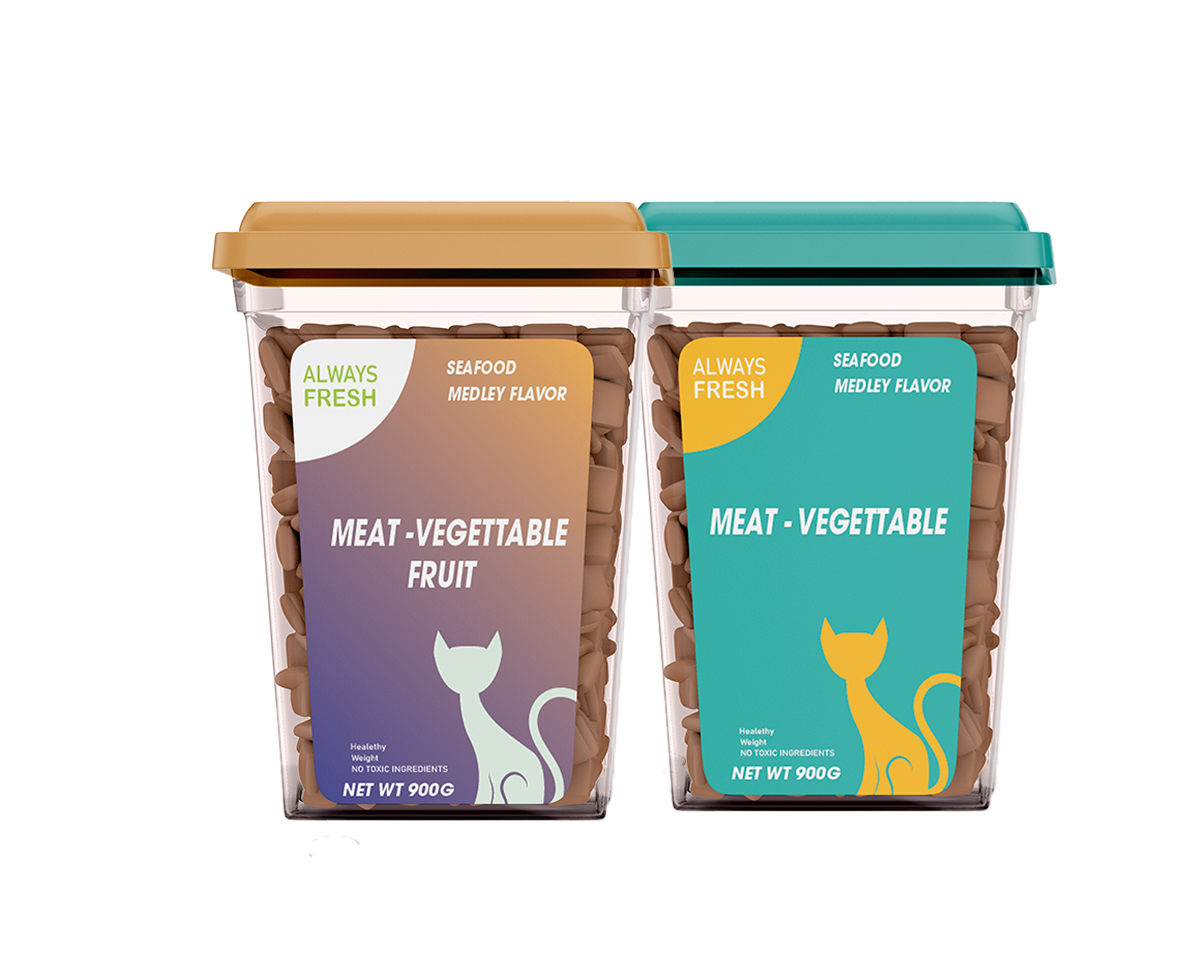 ALWAYS
FRESH
SEAFOOD
MEDLEY FLAVOR
MEAT -VEGETTABLE
FRUIT
Healethy
Weight
NO TOXIC INGREDIENTS
NET WT 900G
ALWAYS
FRESH
SEAFOOD
MEDLEY FLAVOR
MEAT - VEGETTABLE
Healethy
Weight
NO TOXIC INGREDIENTS
NET WT 900G